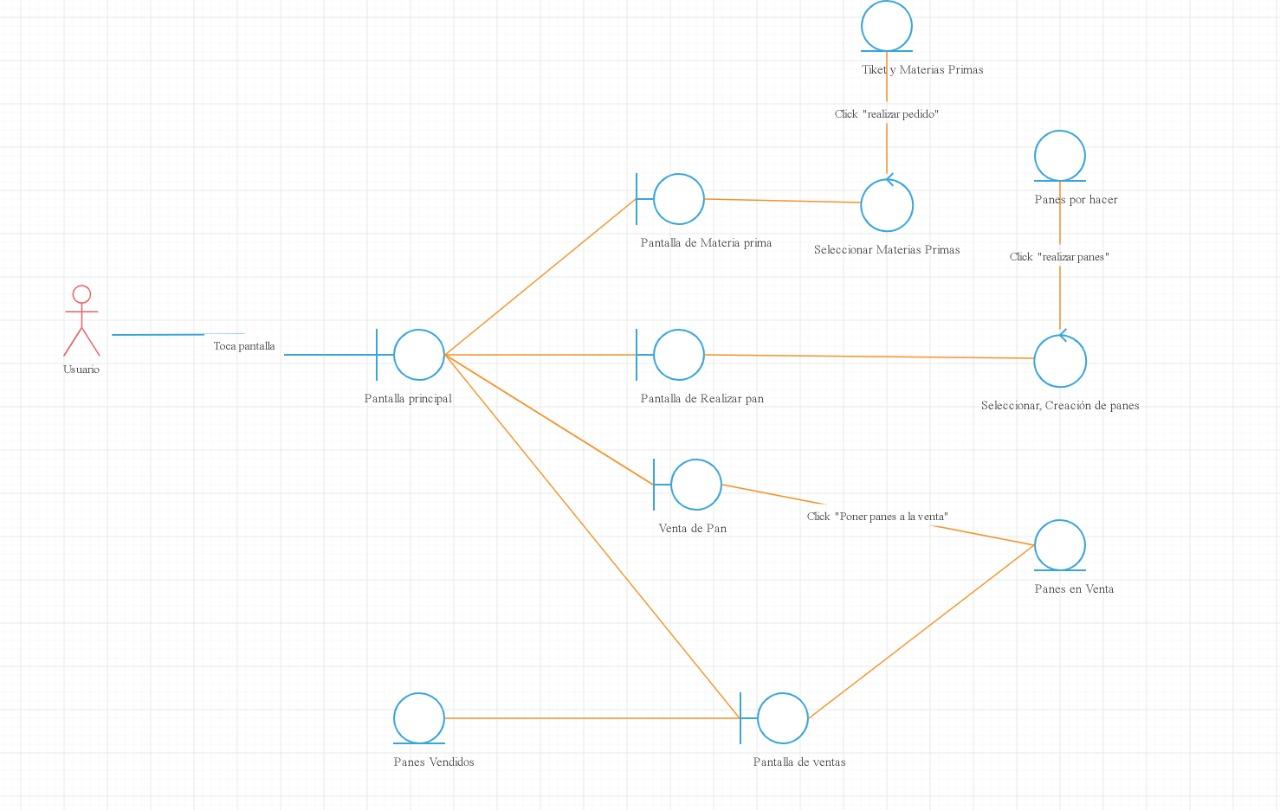 Tiket y Materias Primas
Click "realizar pedido"
Panes por hacer
Pantalla de Materia prima
Seleccionar Materias Primas
Click "realizar panes"
Toca pantalla
Usuario
Pantalla principal
Pantalla de Realizar pan
Seleccionar, Creación de panes
Click "Poner panes a la venta"
Venta de Pan
Panes en Venta
Panes Vendidos
Pantalla de ventas